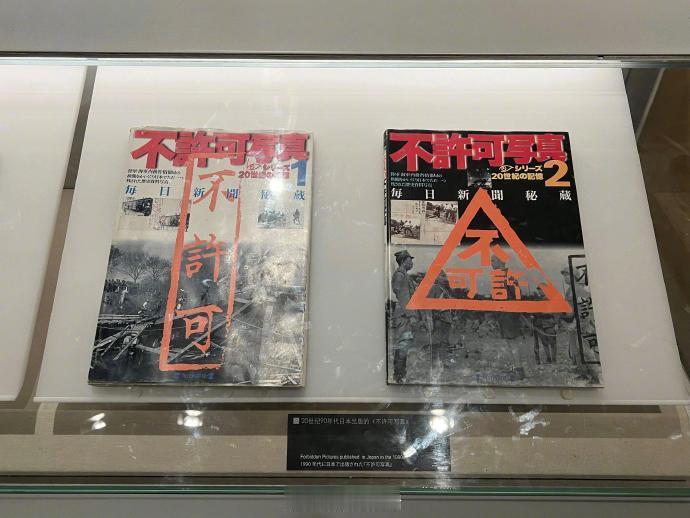 不許可写真
シリーズ
20世紀の記憶
1
毎日新聞秘蔵
不許可
不許可写真
シリーズ
20世紀の記憶
2
毎日新聞秘蔵
不
可許
不許可
20世纪90年代日本出版的《不许可写真》
Forbidden Pictures published in Japan in the 1990
1990年代に日本で出版された『不許可写真』